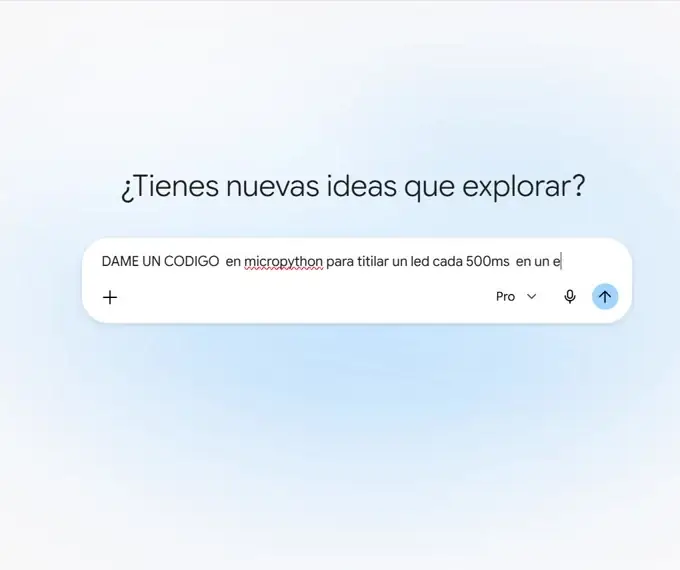 ¿Tienes nuevas ideas que explorar?
DAME UN CODIGO  en micropython para titilar un led cada 500ms  en un e
Pro